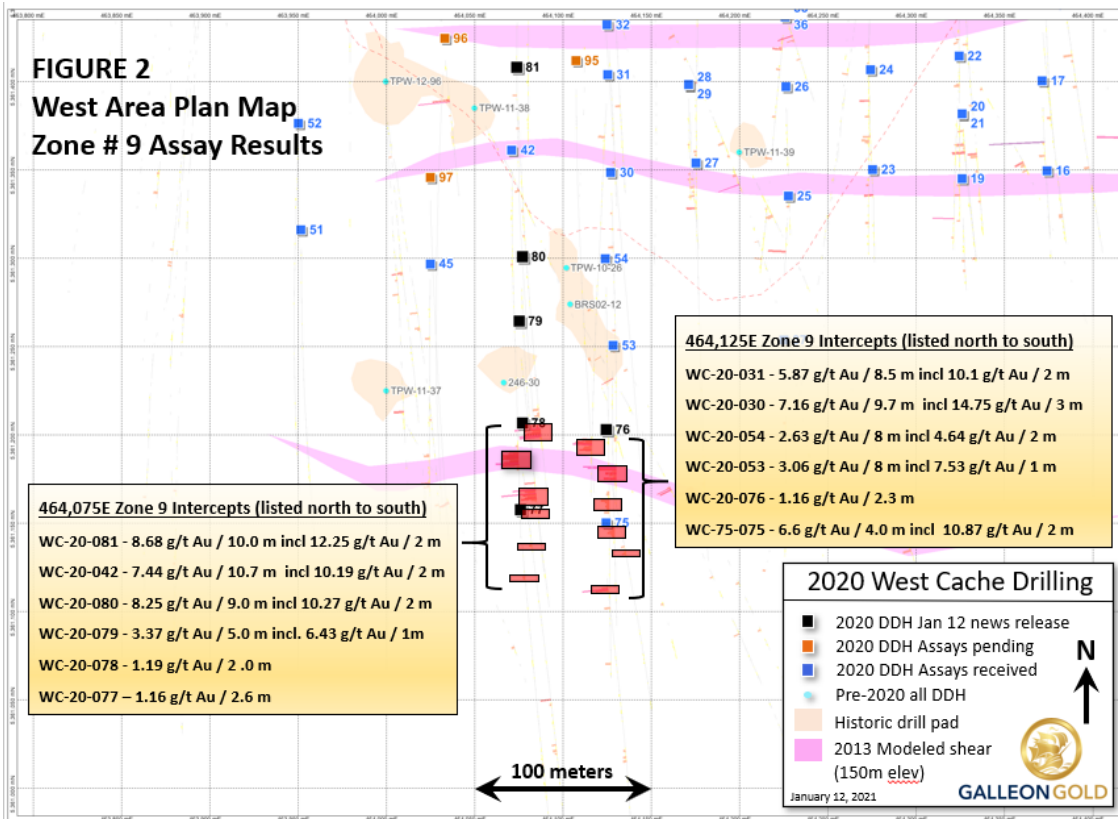 FIGURE 2
West Area Plan Map
Zone # 9 Assay Results
96
81
95
32
36
31
28
29
26
24
22
17
20
21
TPW-12-96
TPW-11-38
52
42
97
30
27
TPW-11-39
25
23
19
16
51
45
80
54
TPW-10-26
BRS02-12
79
53
TPW-11-37
246-30
78
76
77
75
464,125E Zone 9 Intercepts (listed north to south)
WC-20-031 - 5.87 g/t Au / 8.5 m incl 10.1 g/t Au / 2 m
WC-20-030 - 7.16 g/t Au / 9.7 m incl 14.75 g/t Au / 3 m
WC-20-054 - 2.63 g/t Au / 8 m incl 4.64 g/t Au / 2 m
WC-20-053 - 3.06 g/t Au / 8 m incl 7.53 g/t Au / 1 m
WC-20-076 - 1.16 g/t Au / 2.3 m
WC-75-075 - 6.6 g/t Au / 4.0 m incl 10.87 g/t Au / 2 m
464,075E Zone 9 Intercepts (listed north to south)
WC-20-081 - 8.68 g/t Au / 10.0 m incl 12.25 g/t Au / 2 m
WC-20-042 - 7.44 g/t Au / 10.7 m incl 10.19 g/t Au / 2 m
WC-20-080 - 8.25 g/t Au / 9.0 m incl 10.27 g/t Au / 2 m
WC-20-079 - 3.37 g/t Au / 5.0 m incl. 6.43 g/t Au / 1m
WC-20-078 - 1.19 g/t Au / 2 .0 m
WC-20-077 – 1.16 g/t Au / 2.6 m
100 meters
2020 West Cache Drilling
2020 DDH Jan 12 news release
2020 DDH Assays pending
2020 DDH Assays received
Pre-2020 all DDH
Historic drill pad
2013 Modeled shear
(150m elev)
N
January 12, 2021
GALLEON GOLD